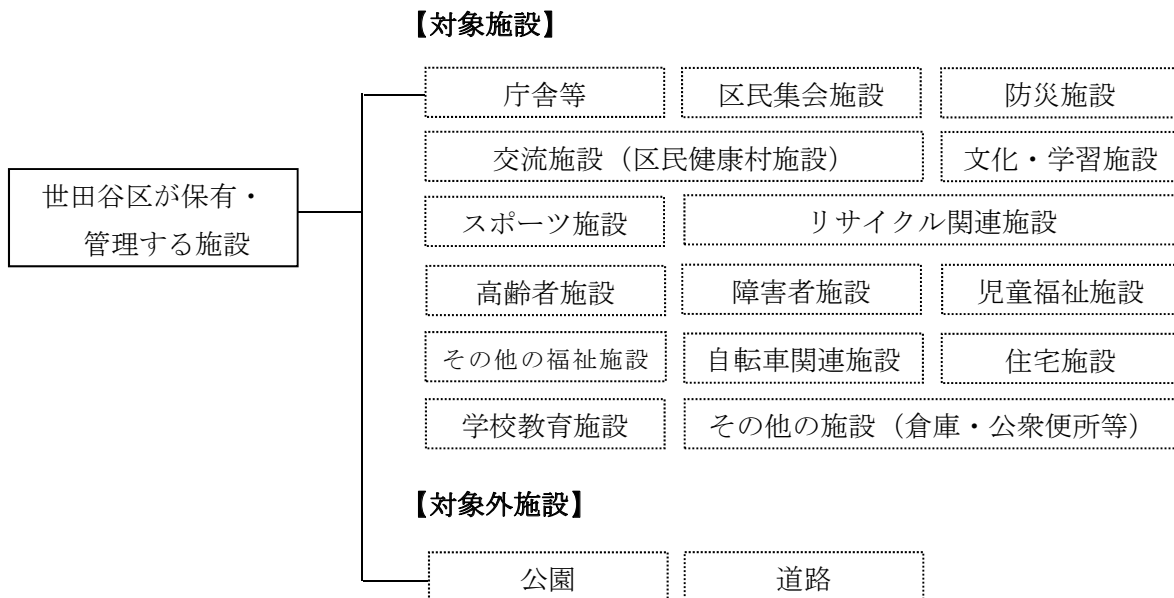 【対象施設】
庁舎等 区民集会施設 防災施設
交流施設（区民健康村施設） 文化・学習施設
世田谷区が保有・
管理する施設
スポーツ施設 リサイクル関連施設
高齢者施設 障害者施設 児童福祉施設
その他の福祉施設 自転車関連施設 住宅施設
学校教育施設 その他の施設（倉庫・公衆便所等）
【対象外施設】
公園 道路